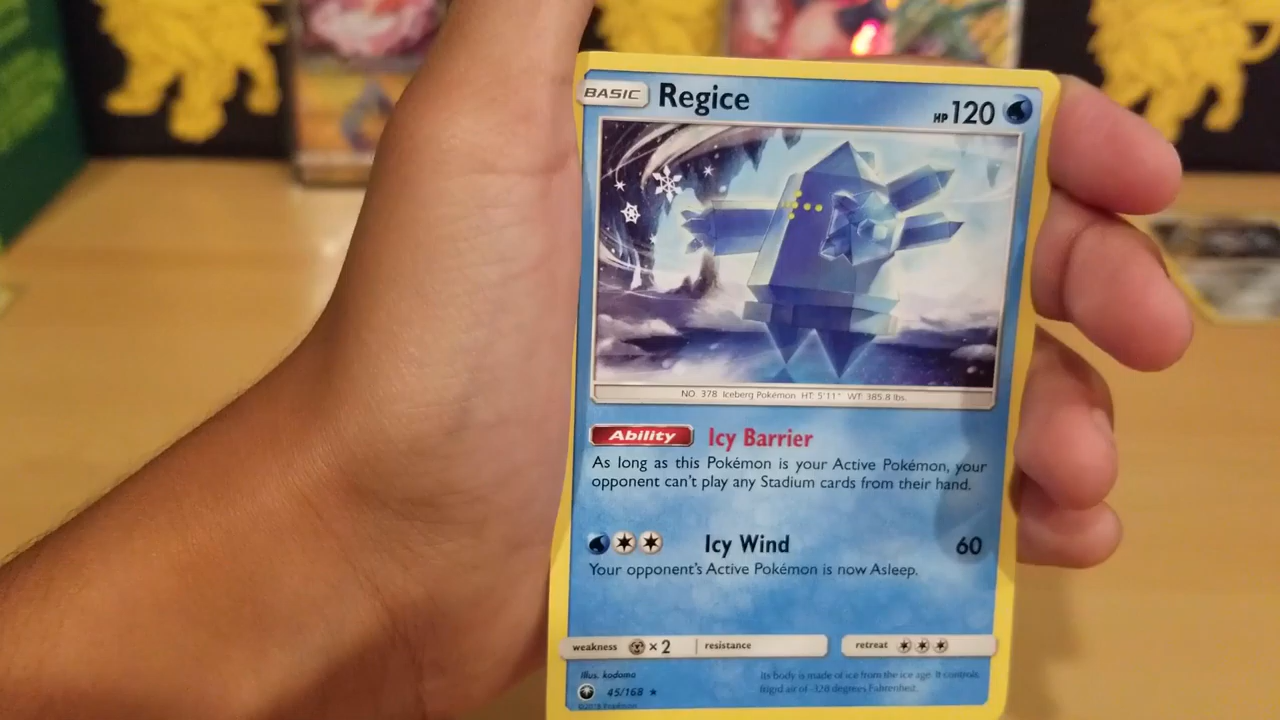 BASIC Regice HP 120
NO. 378 Iceberg Pokémon HT: 5'11" WT: 385.8 lbs.
Ability Icy Barrier
As long as this Pokémon is your Active Pokémon, your
opponent can't play any Stadium cards from their hand.
Icy Wind 60
Your opponent's Active Pokémon is now Asleep.
weakness ×2 resistance retreat
Illus. kodama
Its body is made of ice from the ice age. It controls
frigid air of -328 degrees Fahrenheit.
45/168
©2018 Pokémon